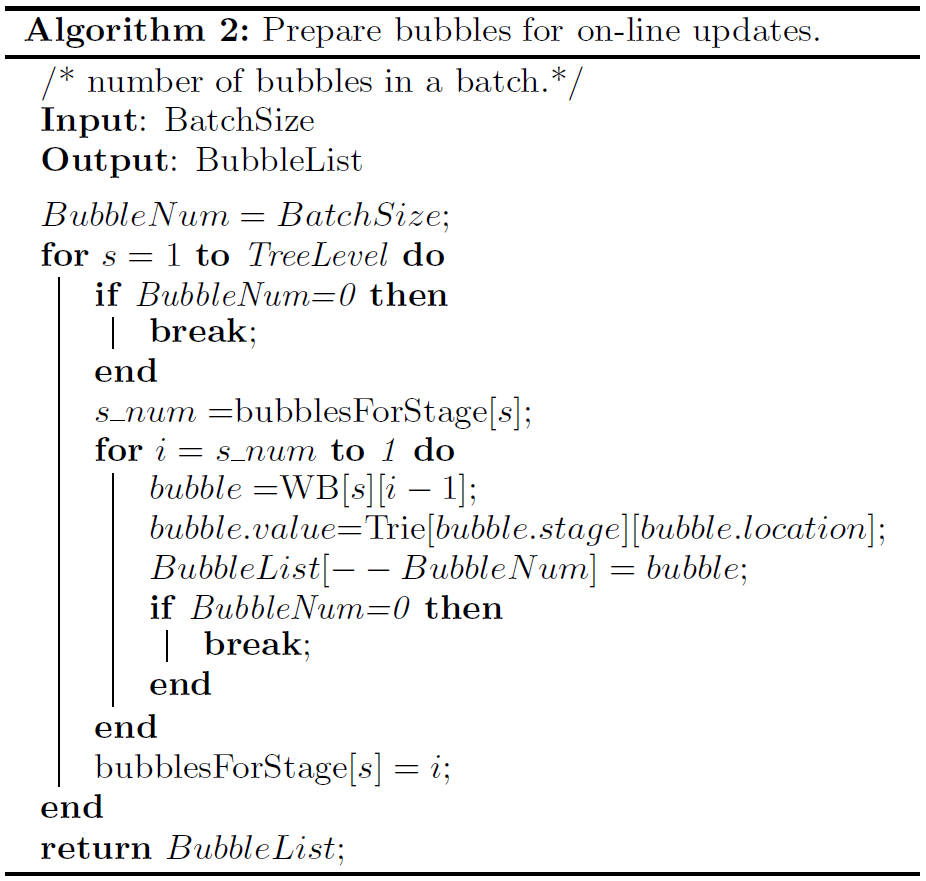 Algorithm 2: Prepare bubbles for on-line updates.
/* number of bubbles in a batch.*/
Input: BatchSize
Output: BubbleList
BubbleNum = BatchSize;
for s = 1 to TreeLevel do
if BubbleNum=0 then
break;
end
s_num =bubblesForStage[s];
for i = s_num to 1 do
bubble =WB[s][i − 1];
bubble.value=Trie[bubble.stage][bubble.location];
BubbleList[− − BubbleNum] = bubble;
if BubbleNum=0 then
break;
end
end
bubblesForStage[s] = i;
end
return BubbleList;